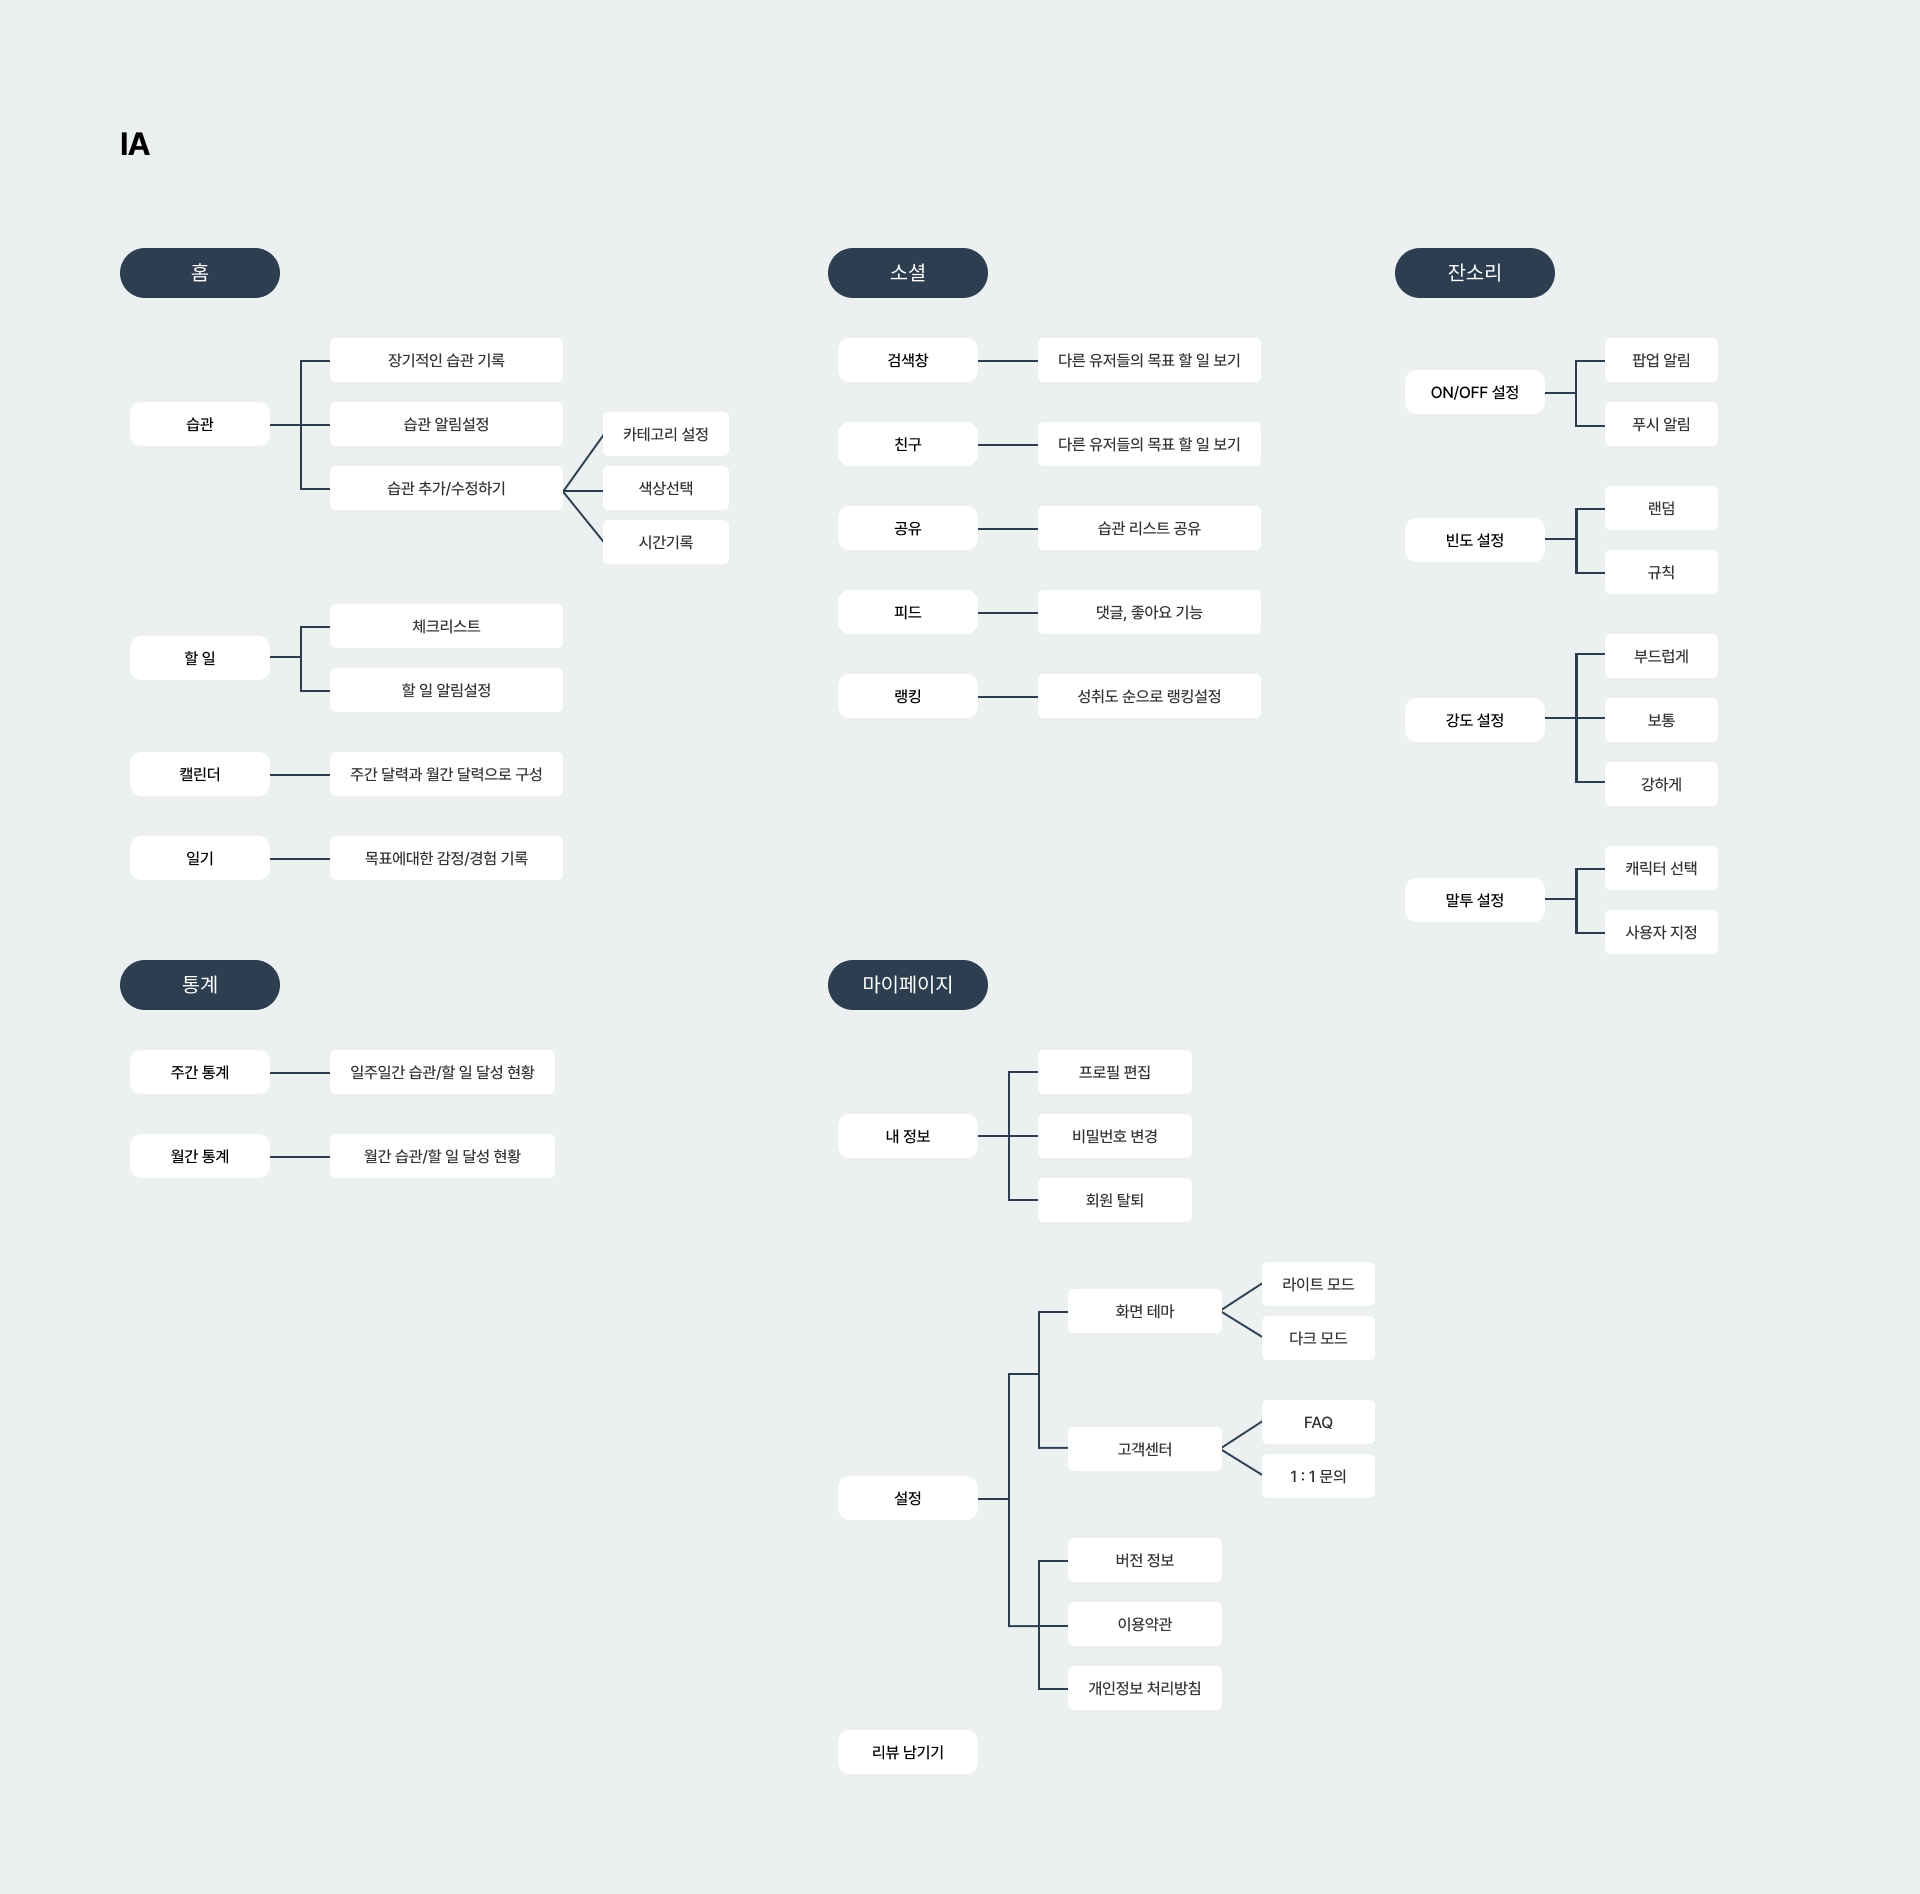 IA
홈
습관
장기적인 습관 기록
습관 알림설정
습관 추가/수정하기
카테고리 설정
색상선택
시간기록
할 일
체크리스트
할 일 알림설정
캘린더
주간 달력과 월간 달력으로 구성
일기
목표에대한 감정/경험 기록
소셜
검색창
다른 유저들의 목표 할 일 보기
친구
다른 유저들의 목표 할 일 보기
공유
습관 리스트 공유
피드
댓글, 좋아요 기능
랭킹
성취도 순으로 랭킹설정
잔소리
ON/OFF 설정
팝업 알림
푸시 알림
빈도 설정
랜덤
규칙
강도 설정
부드럽게
보통
강하게
말투 설정
캐릭터 선택
사용자 지정
통계
주간 통계
일주일간 습관/할 일 달성 현황
월간 통계
월간 습관/할 일 달성 현황
마이페이지
내 정보
프로필 편집
비밀번호 변경
회원 탈퇴
설정
화면 테마
라이트 모드
다크 모드
고객센터
FAQ
1 : 1 문의
버전 정보
이용약관
개인정보 처리방침
리뷰 남기기